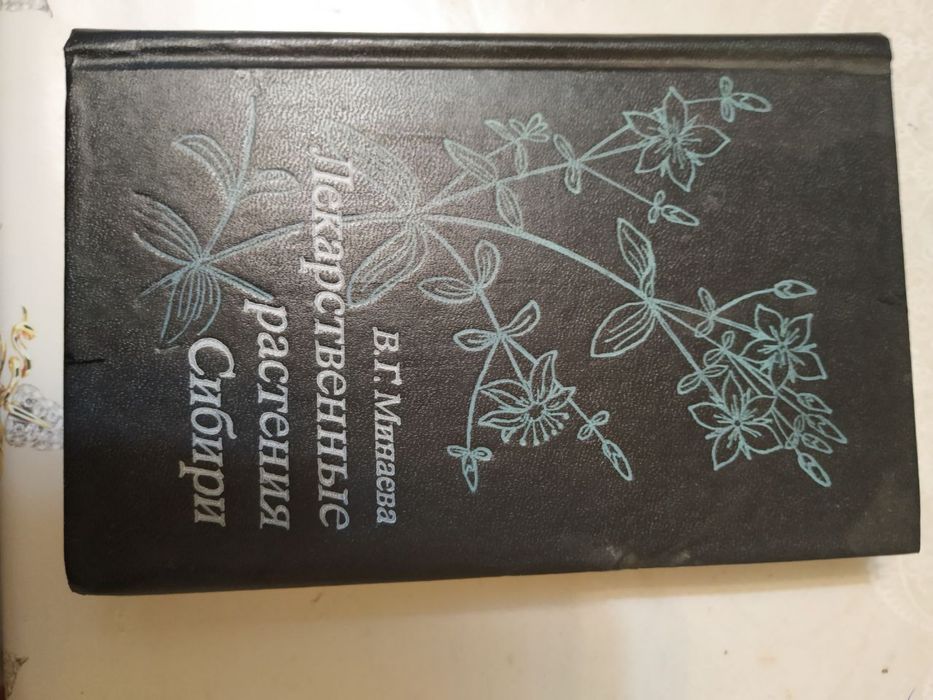 В.Г. Минаева
Лекарственные
растения
Сибири